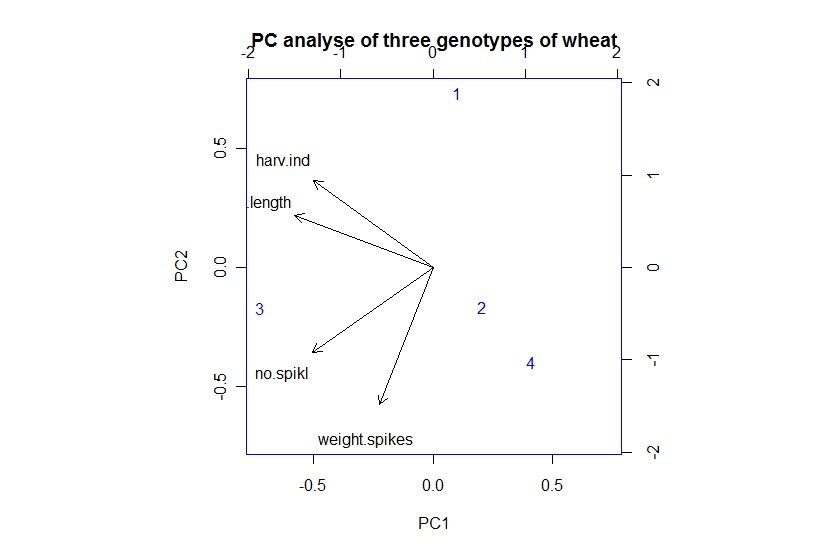 PC analyse of three genotypes of wheat
-2 -1 0 1 2
1 2
0.5 harv.ind 1
.length
PC2 0.0 0
3 2
4 -1
no.spikl
-0.5
weight.spikes -2
-0.5 0.0 0.5
PC1